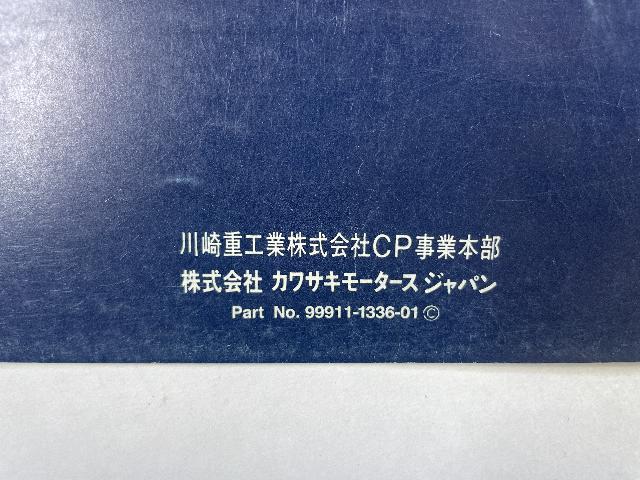 川崎重工業株式会社CP事業本部
株式会社 カワサキモータースジャパン
Part No. 99911-1336-01 ©